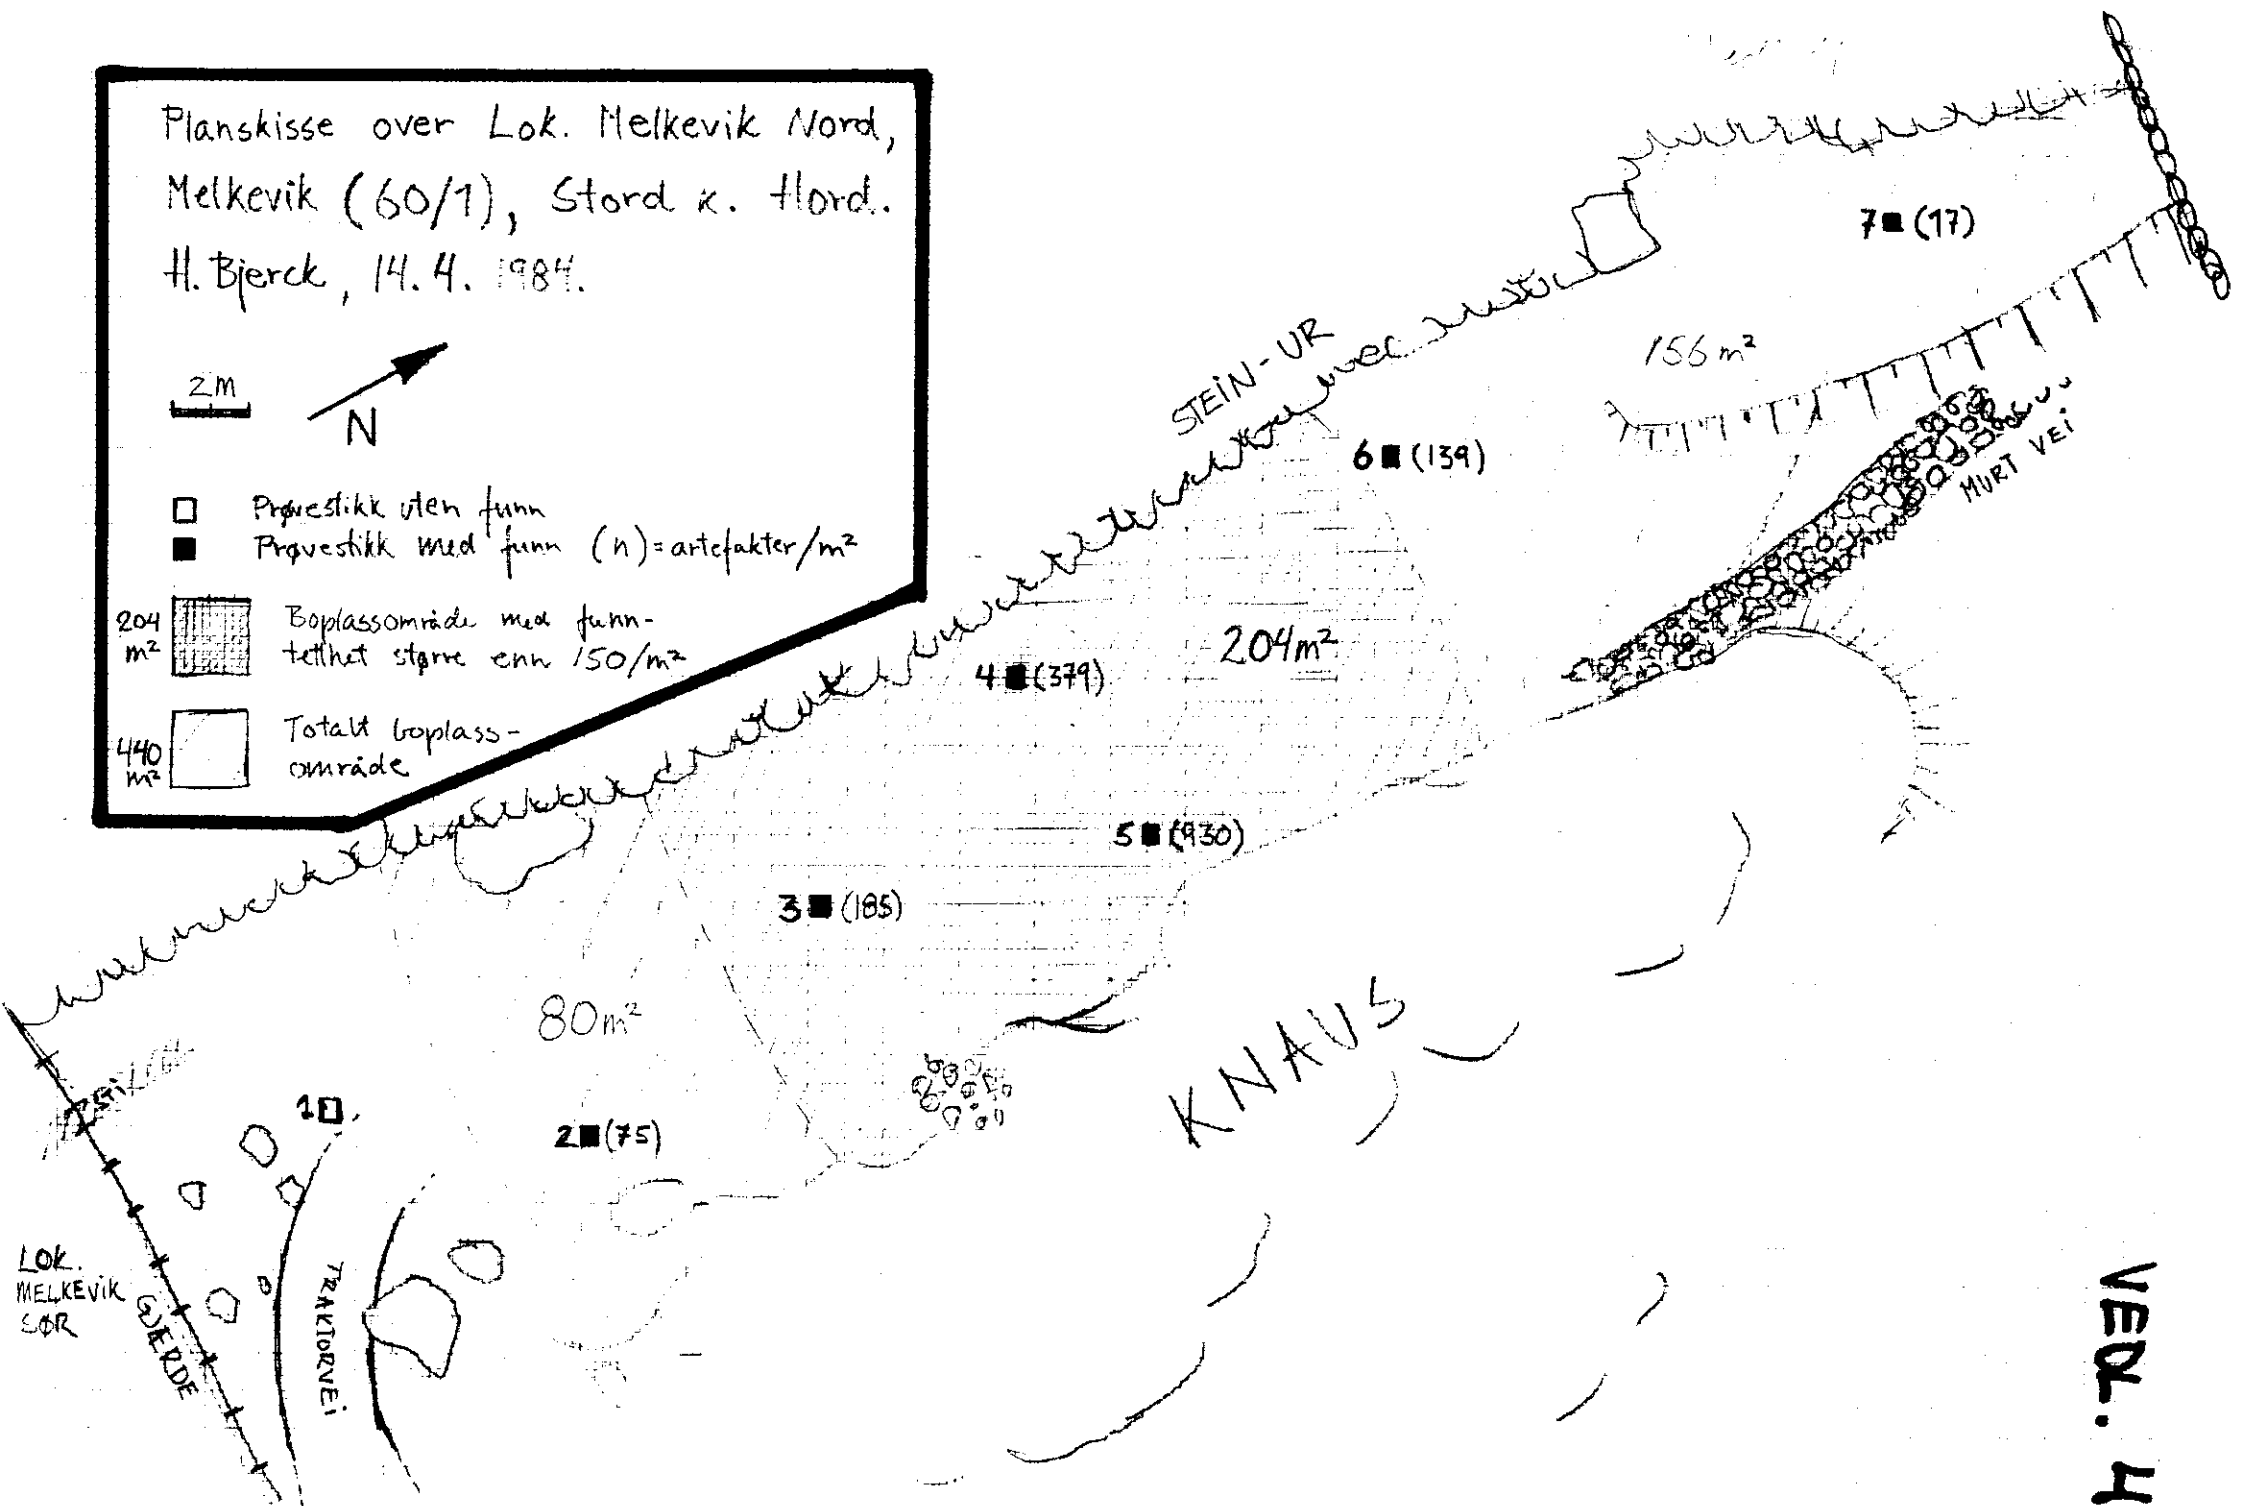 Planskisse over Lok. Melkevik Nord,
Melkevik (60/1), Stord k. Hord.
H. Bjerck, 14.4. 1984.
2M
N
Prøvestikk uten funn
Prøvestikk med funn (n)=artefakter/m²
204 m²
Boplassområde med funn-
tetthet større enn 150/m²
440 m²
Totalt boplass-
område
STEIN-UR
7 (17)
156 m²
6 (139)
MURT VEI
204m²
4 (379)
5 (930)
3 (185)
80m²
KNAUS
STI
1
2 (75)
LOK.
MELKEVIK
SØR
GJERDE
TRAKTORVEI
VEDL. 4